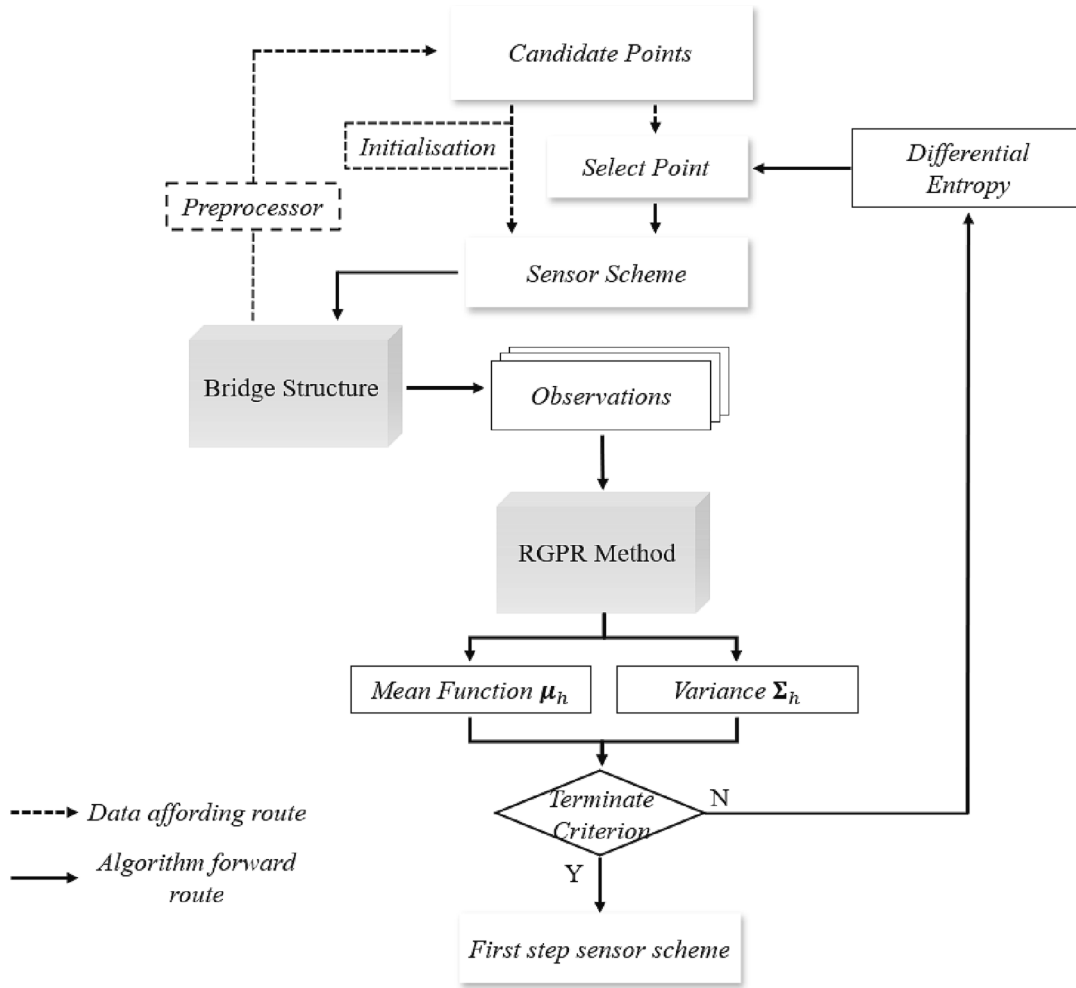 Candidate Points
Initialisation
Select Point
Differential
Entropy
Preprocessor
Sensor Scheme
Bridge Structure
Observations
RGPR Method
Mean Function μₕ
Variance Σₕ
Terminate
Criterion
N
Data affording route
Algorithm forward
route
Y
First step sensor scheme